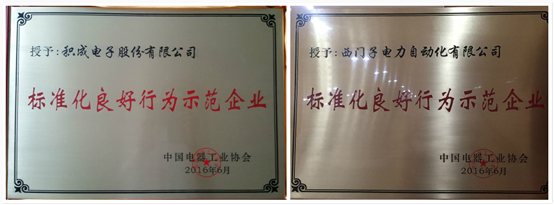 授予:积成电子股份有限公司
标准化良好行为示范企业
中国电器工业协会
2016年6月
授予:西门子电力自动化有限公司
标准化良好行为示范企业
中国电器工业协会
2016年6月